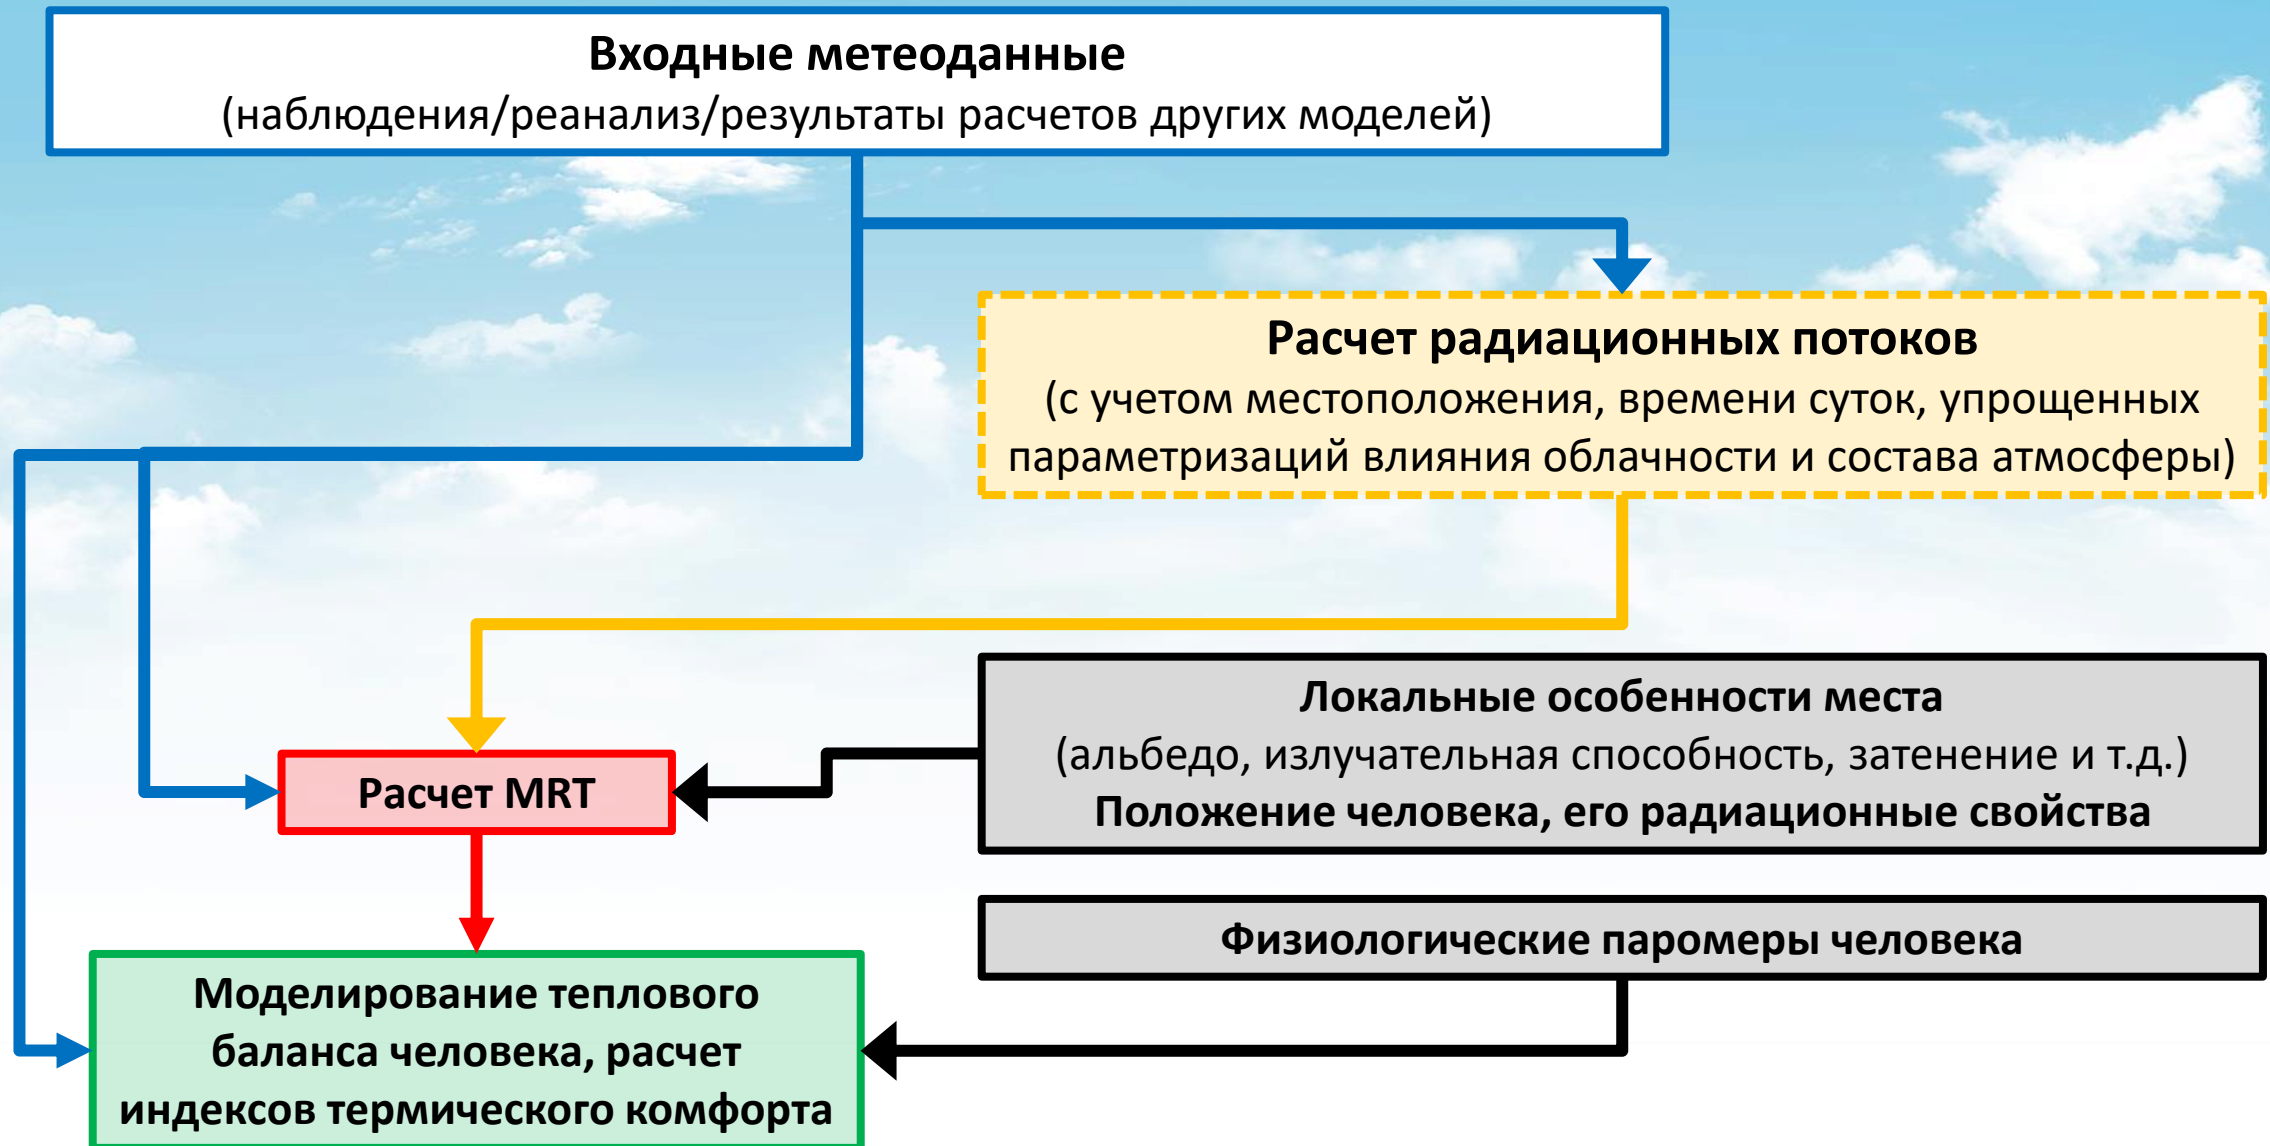 Входные метеоданные
(наблюдения/реанализ/результаты расчетов других моделей)
Расчет радиационных потоков
(с учетом местоположения, времени суток, упрощенных
параметризаций влияния облачности и состава атмосферы)
Локальные особенности места
(альбедо, излучательная способность, затенение и т.д.)
Положение человека, его радиационные свойства
Расчет MRT
Физиологические паромеры человека
Моделирование теплового
баланса человека, расчет
индексов термического комфорта